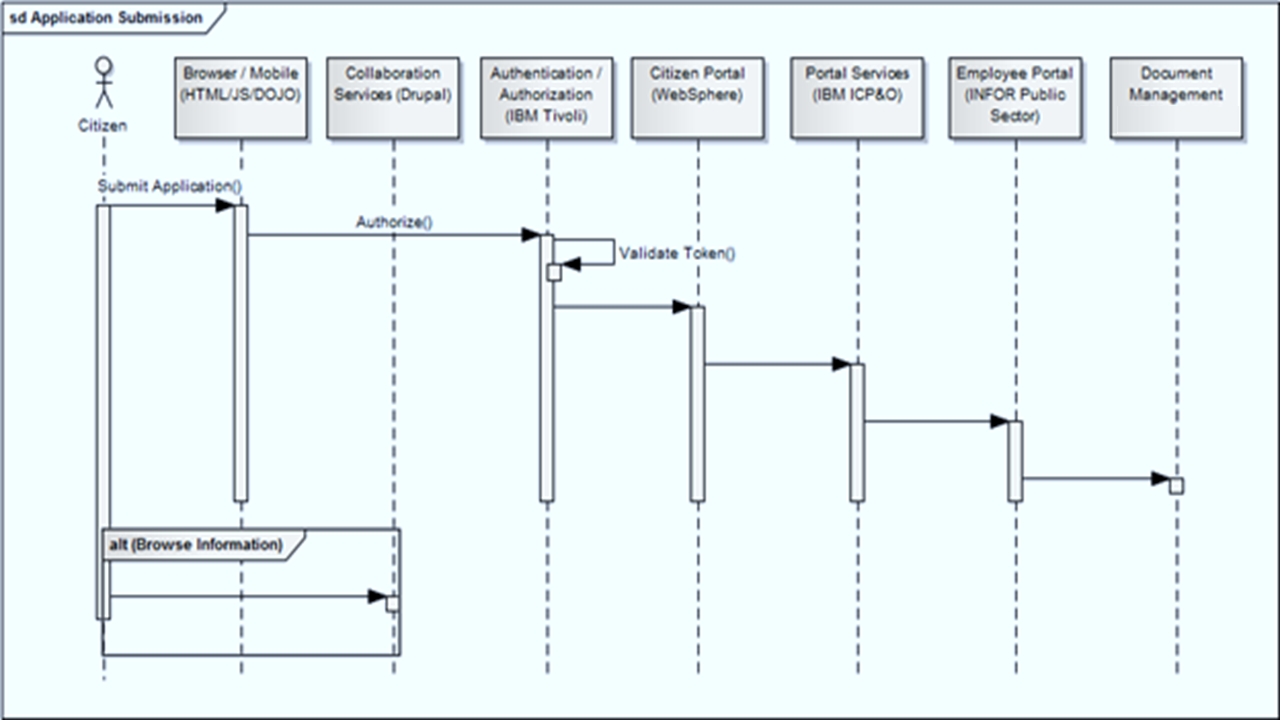 sd Application Submission
Citizen
Browser / Mobile
(HTML/JS/DOJO)
Collaboration
Services (Drupal)
Authentication /
Authorization
(IBM Tivoli)
Citizen Portal
(WebSphere)
Portal Services
(IBM ICP&O)
Employee Portal
(INFOR Public
Sector)
Document
Management
Submit Application()
Authorize()
Validate Token()
alt (Browse Information)